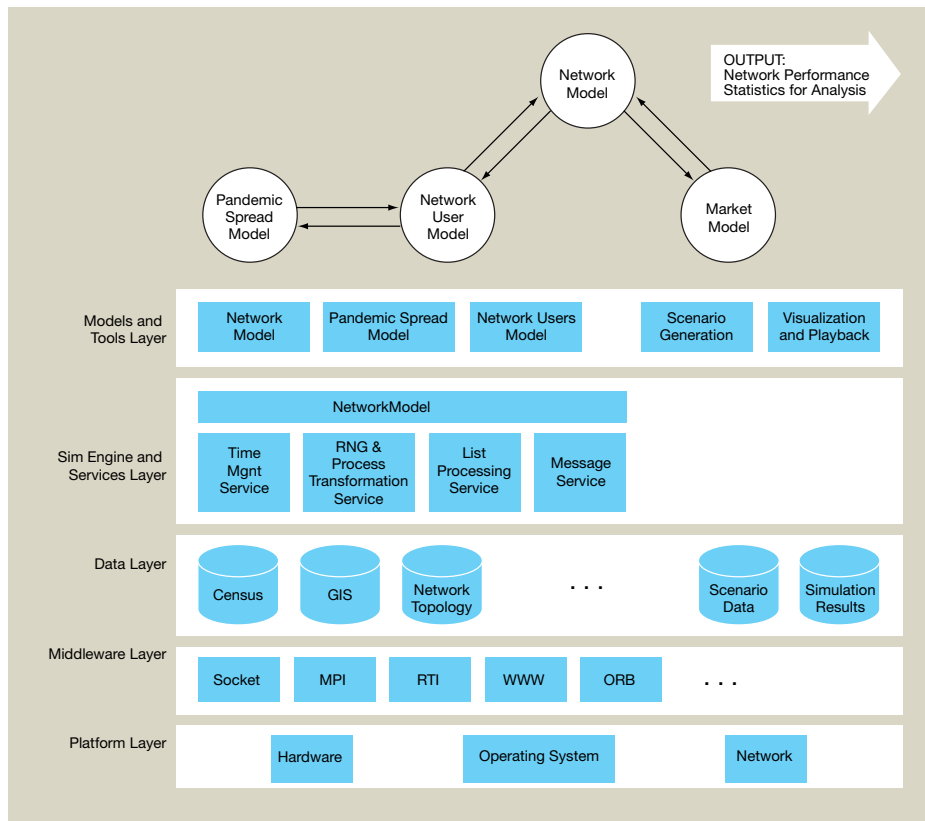 Network
Model
OUTPUT:
Network Performance
Statistics for Analysis
Pandemic
Spread
Model
Network
User
Model
Market
Model
Models and
Tools Layer
Network
Model
Pandemic Spread
Model
Network Users
Model
Scenario
Generation
Visualization
and Playback
Sim Engine and
Services Layer
NetworkModel
Time
Mgnt
Service
RNG &
Process
Transformation
Service
List
Processing
Service
Message
Service
Data Layer
Census
GIS
Network
Topology
. . .
Scenario
Data
Simulation
Results
Middleware Layer
Socket
MPI
RTI
WWW
ORB
. . .
Platform Layer
Hardware
Operating System
Network